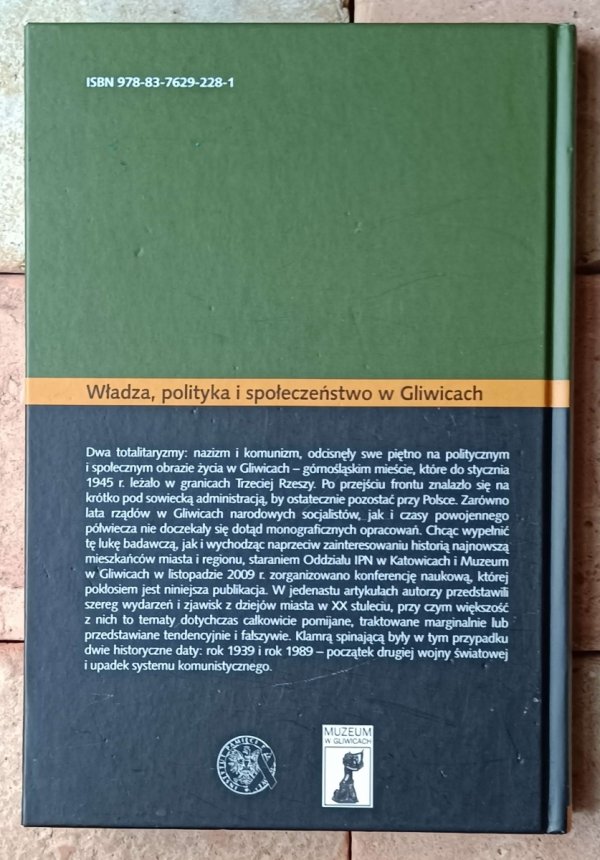 ISBN 978-83-7629-228-1
Władza, polityka i społeczeństwo w Gliwicach
Dwa totalitaryzmy: nazizm i komunizm, odcisnęły swe piętno na politycznym
i społecznym obrazie życia w Gliwicach – górnośląskim mieście, które do stycznia
1945 r. leżało w granicach Trzeciej Rzeszy. Po przejściu frontu znalazło się na
krótko pod sowiecką administracją, by ostatecznie pozostać przy Polsce. Zarówno
lata rządów w Gliwicach narodowych socjalistów, jak i czasy powojennego
półwiecza nie doczekały się dotąd monograficznych opracowań. Chcąc wypełnić
tę lukę badawczą, jak i wychodząc naprzeciw zainteresowaniu historią najnowszą
mieszkańców miasta i regionu, staraniem Oddziału IPN w Katowicach i Muzeum
w Gliwicach w listopadzie 2009 r. zorganizowano konferencję naukową, której
pokłosiem jest niniejsza publikacja. W jedenastu artykułach autorzy przedstawili
szereg wydarzeń i zjawisk z dziejów miasta w XX stuleciu, przy czym większość
z nich to tematy dotychczas całkowicie pomijane, traktowane marginalnie lub
przedstawiane tendencyjnie i fałszywie. Klamrą spinającą były w tym przypadku
dwie historyczne daty: rok 1939 i rok 1989 – początek drugiej wojny światowej
i upadek systemu komunistycznego.
INSTYTUT PAMIĘCI
MUZEUM
W GLIWICACH